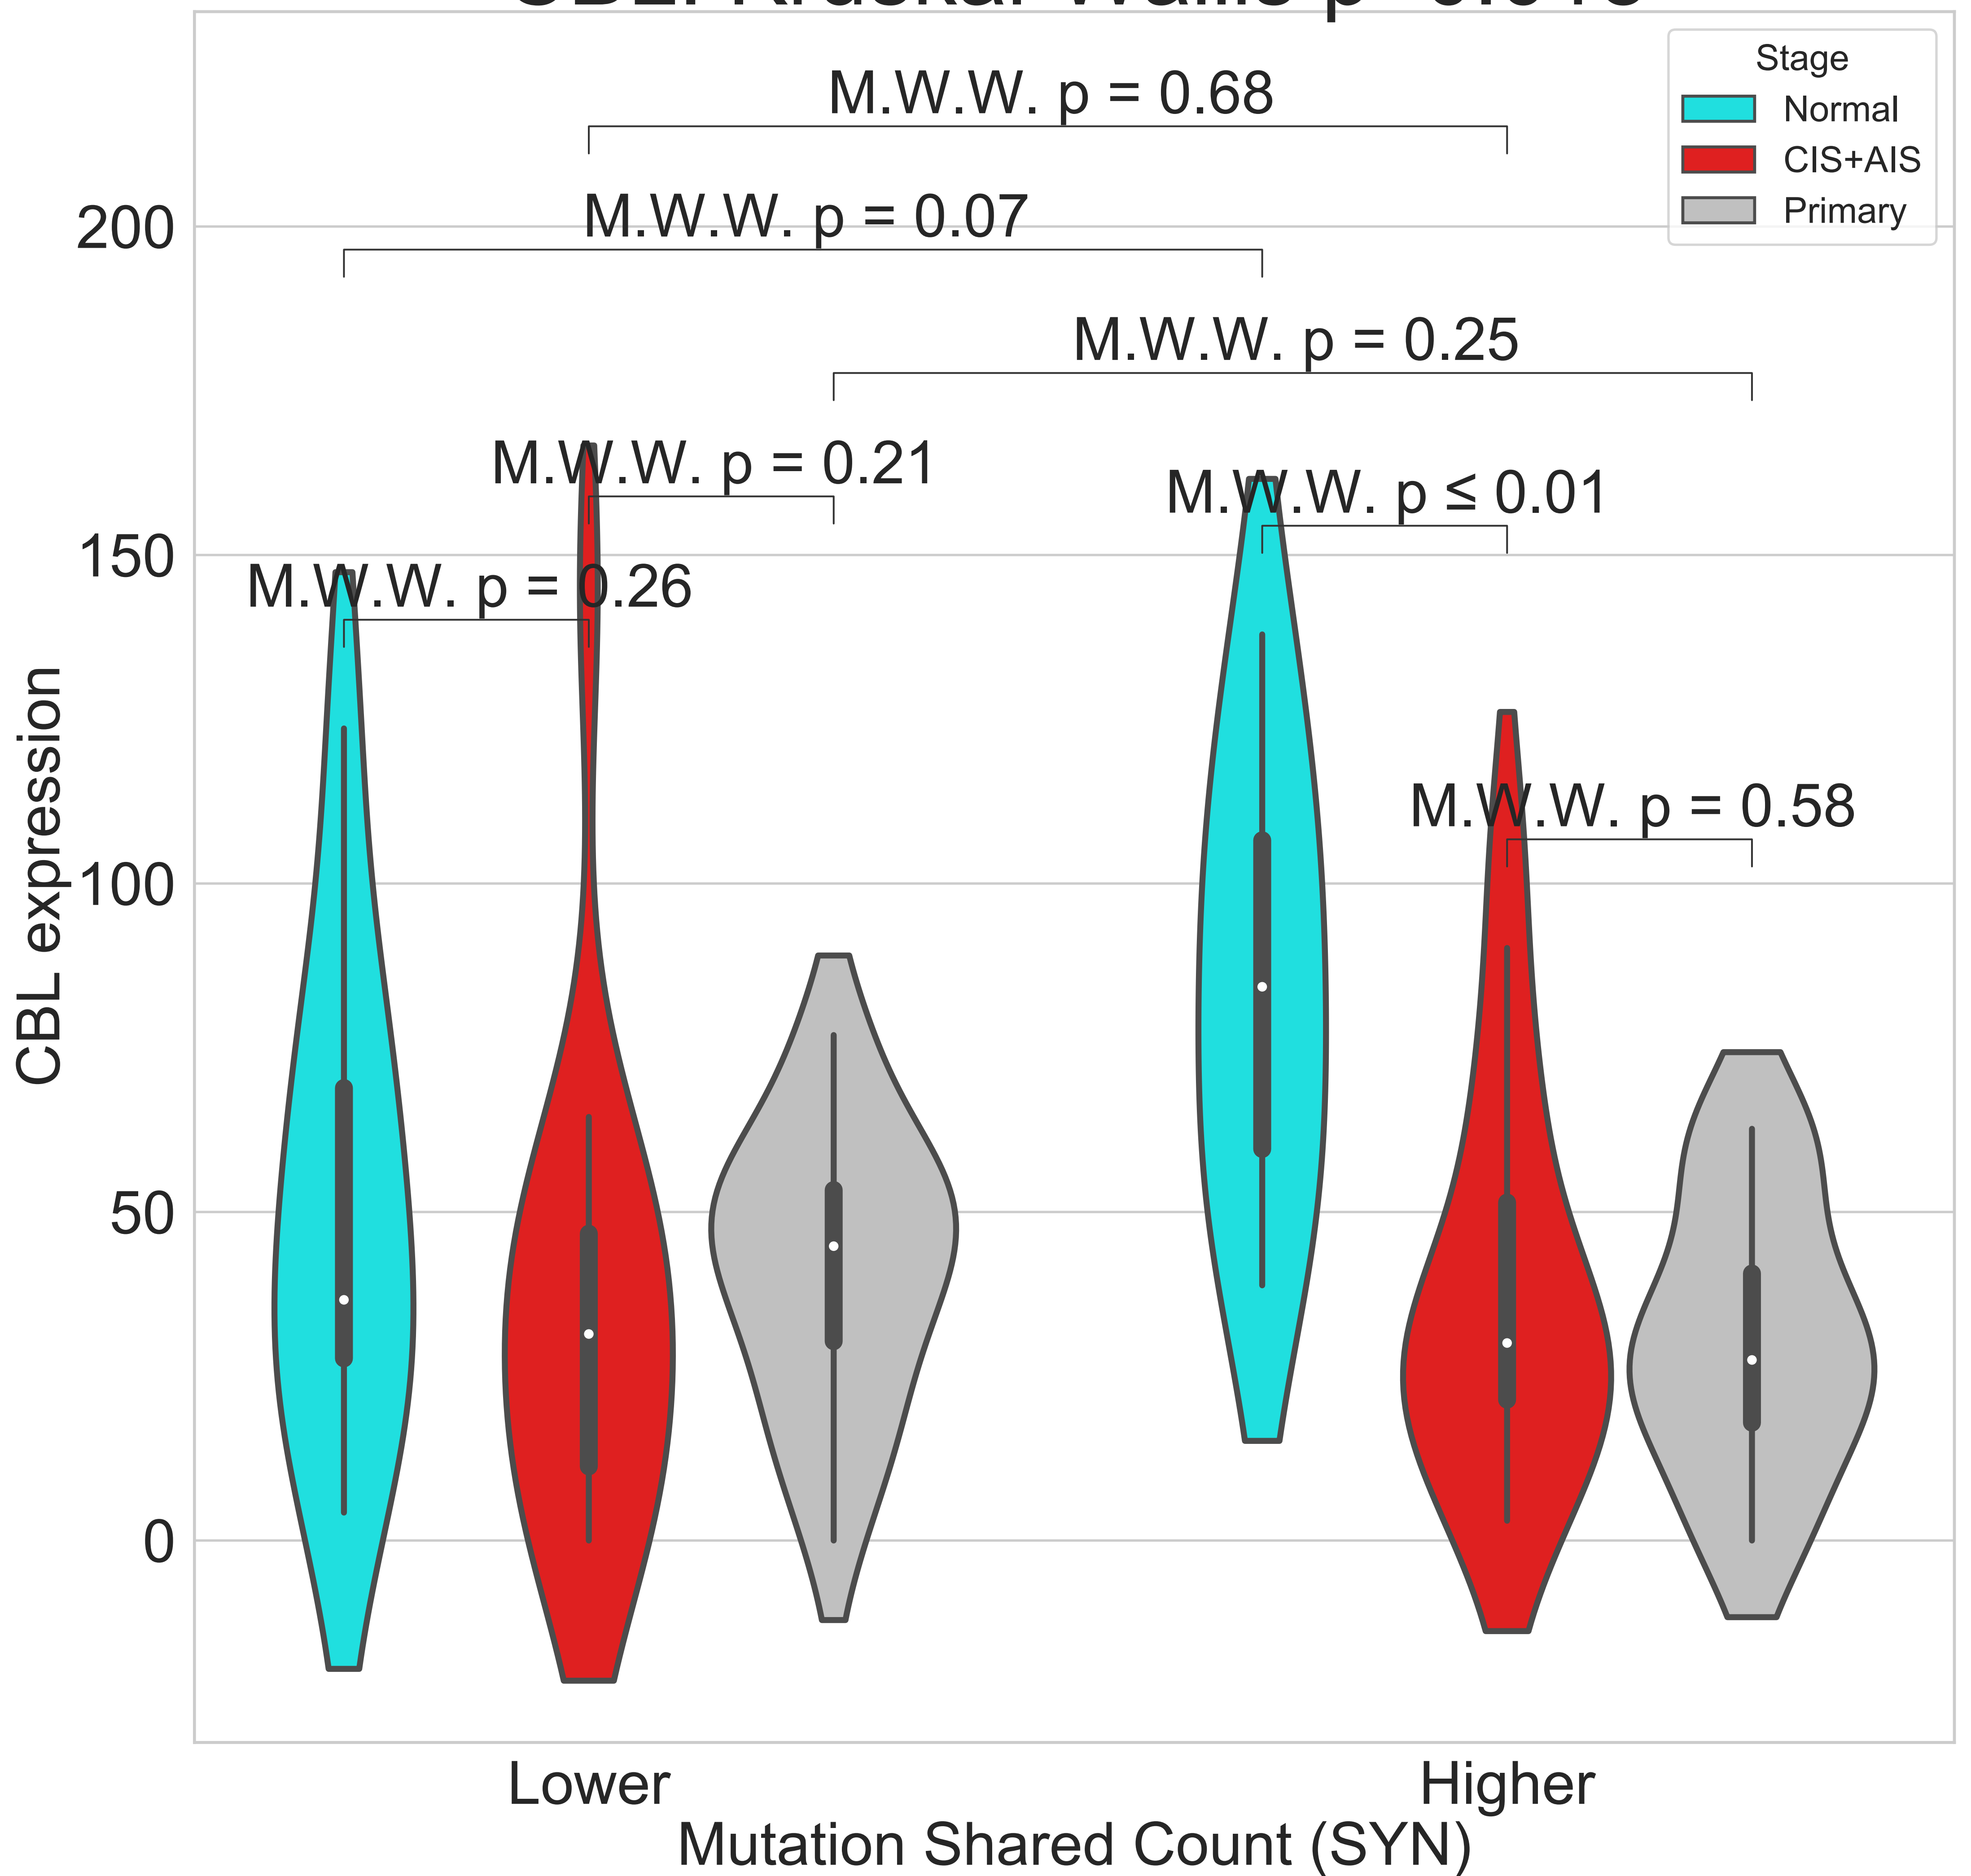 Stage
Normal
CIS+AIS
Primary
M.W.W. p = 0.68
M.W.W. p = 0.07
M.W.W. p = 0.25
M.W.W. p = 0.21
M.W.W. p ≤ 0.01
M.W.W. p = 0.26
M.W.W. p = 0.58
200
150
100
50
0
CBL expression
Lower
Higher
Mutation Shared Count (SYN)